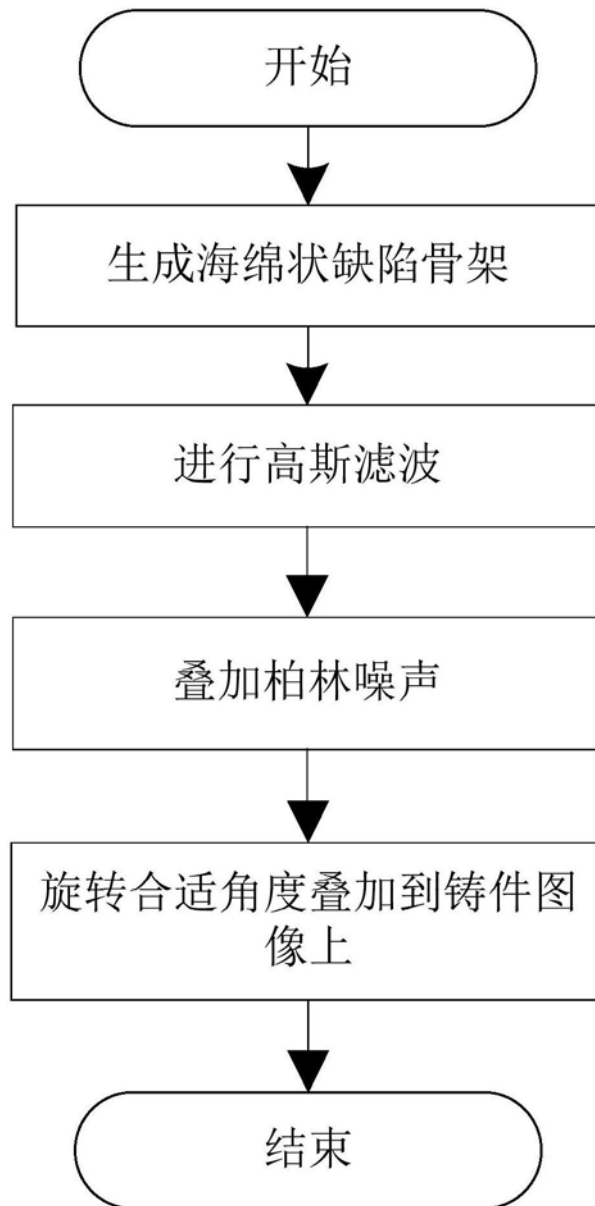 开始
生成海绵状缺陷骨架
进行高斯滤波
叠加柏林噪声
旋转合适角度叠加到铸件图
像上
结束